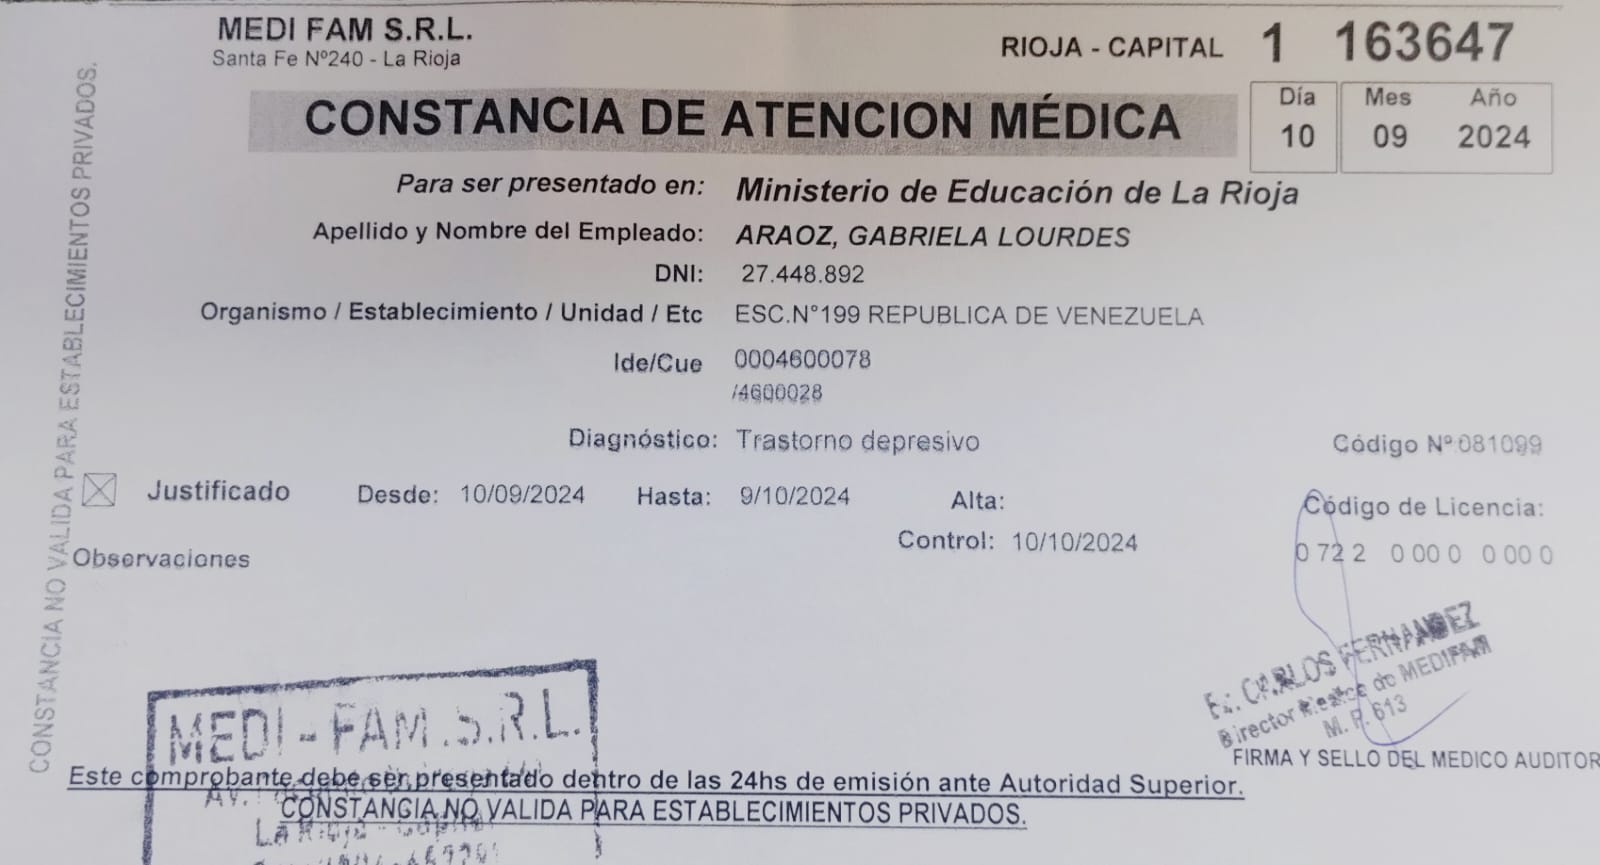 MEDI FAM S.R.L.
Santa Fe Nº240 - La Rioja
RIOJA - CAPITAL 1 163647
CONSTANCIA DE ATENCION MÉDICA
Día Mes Año
10 09 2024
Para ser presentado en: Ministerio de Educación de La Rioja
Apellido y Nombre del Empleado: ARAOZ, GABRIELA LOURDES
DNI: 27.448.892
Organismo / Establecimiento / Unidad / Etc ESC.N°199 REPUBLICA DE VENEZUELA
Ide/Cue 0004600078
/4600028
Diagnóstico: Trastorno depresivo Código Nº 081099
Justificado Desde: 10/09/2024 Hasta: 9/10/2024 Alta:
Código de Licencia:
Control: 10/10/2024
0 72 2 0 00 0 0 00 0
Observaciones
CONSTANCIA NO VALIDA PARA ESTABLECIMIENTOS PRIVADOS.
CARLOS FERNANDEZ
Director de MEDIFAM
M. P. 613
FIRMA Y SELLO DEL MEDICO AUDITOR
MEDI-FAM.S.R.L.
Este comprobante debe ser presentado dentro de las 24hs de emisión ante Autoridad Superior.
AV.
CONSTANCIA NO VALIDA PARA ESTABLECIMIENTOS PRIVADOS.
La Rioja - Capital